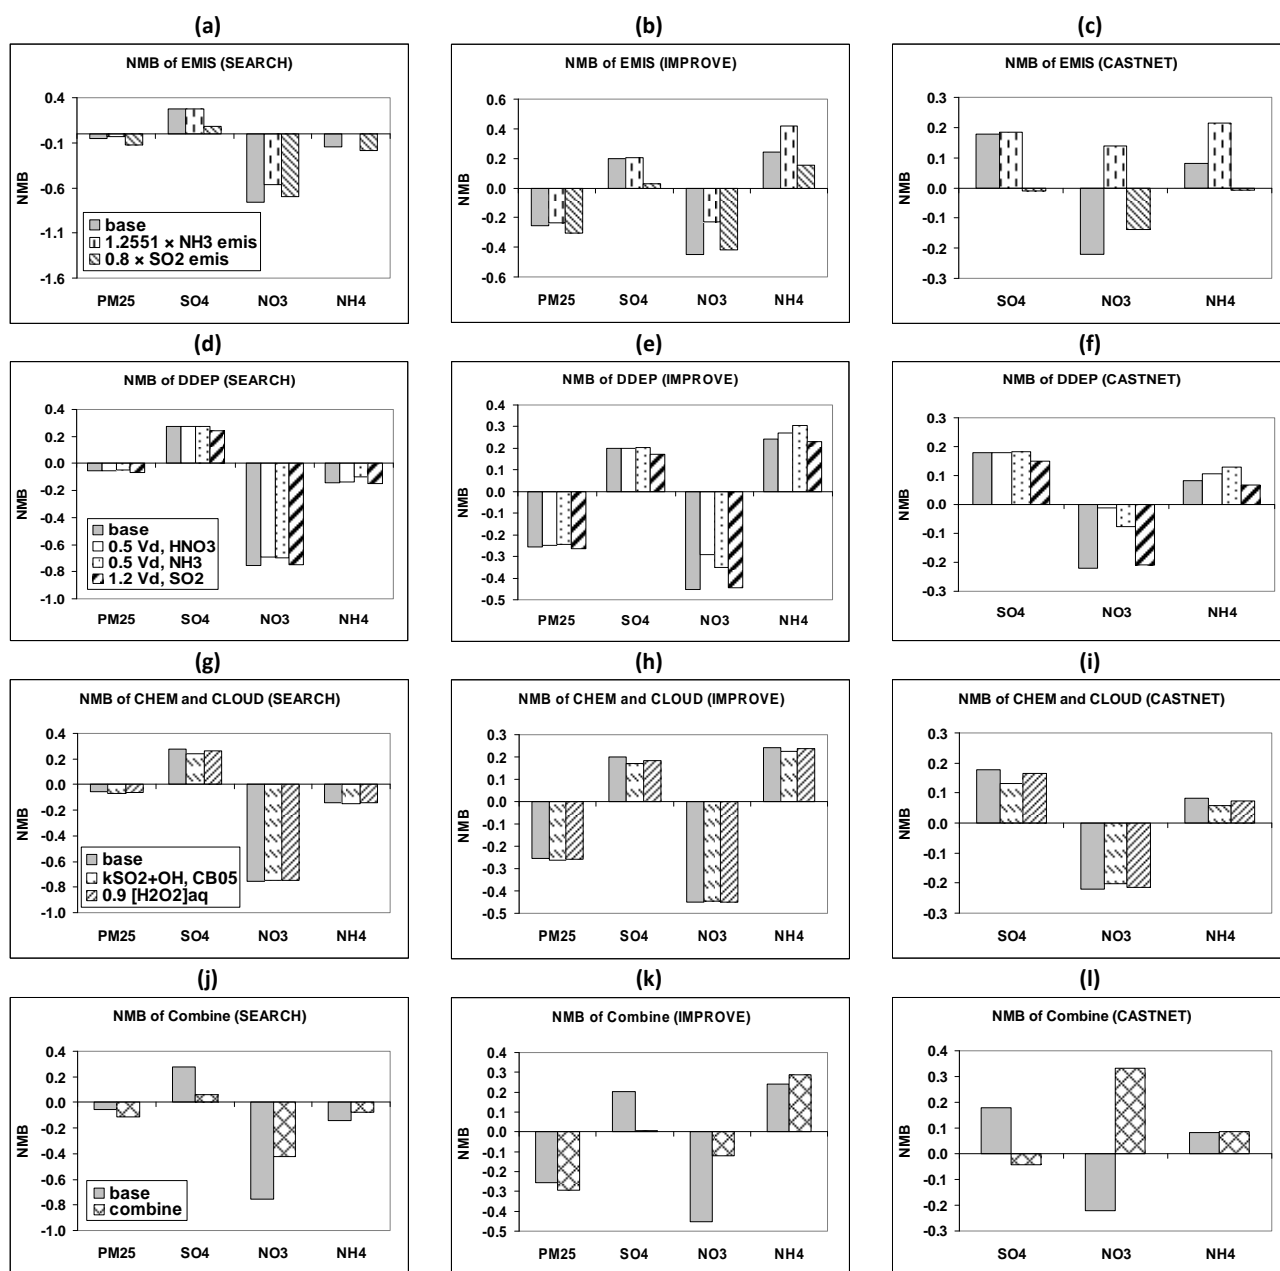 (a)
NMB of EMIS (SEARCH)
0.4
-0.1
-0.6
-1.1
-1.6
NMB
base
1.2551 × NH3 emis
0.8 × SO2 emis
PM25 SO4 NO3 NH4
(b)
NMB of EMIS (IMPROVE)
0.6
0.4
0.2
0.0
-0.2
-0.4
-0.6
NMB
PM25 SO4 NO3 NH4
(c)
NMB of EMIS (CASTNET)
0.3
0.2
0.1
0.0
-0.1
-0.2
-0.3
NMB
SO4 NO3 NH4
(d)
NMB of DDEP (SEARCH)
0.4
0.2
0.0
-0.2
-0.4
-0.6
-0.8
-1.0
NMB
base
0.5 Vd, HNO3
0.5 Vd, NH3
1.2 Vd, SO2
PM25 SO4 NO3 NH4
(e)
NMB of DDEP (IMPROVE)
0.4
0.3
0.2
0.1
0.0
-0.1
-0.2
-0.3
-0.4
-0.5
NMB
PM25 SO4 NO3 NH4
(f)
NMB of DDEP (CASTNET)
0.3
0.2
0.1
0.0
-0.1
-0.2
-0.3
NMB
SO4 NO3 NH4
(g)
NMB of CHEM and CLOUD (SEARCH)
0.4
0.2
0.0
-0.2
-0.4
-0.6
-0.8
-1.0
NMB
base
kSO2+OH, CB05
0.9 [H2O2]aq
PM25 SO4 NO3 NH4
(h)
NMB of CHEM and CLOUD (IMPROVE)
0.3
0.2
0.1
0.0
-0.1
-0.2
-0.3
-0.4
-0.5
NMB
PM25 SO4 NO3 NH4
(i)
NMB of CHEM and CLOUD (CASTNET)
0.3
0.2
0.1
0.0
-0.1
-0.2
-0.3
NMB
SO4 NO3 NH4
(j)
NMB of Combine (SEARCH)
0.4
0.2
0.0
-0.2
-0.4
-0.6
-0.8
-1.0
NMB
base
combine
PM25 SO4 NO3 NH4
(k)
NMB of Combine (IMPROVE)
0.4
0.3
0.2
0.1
0.0
-0.1
-0.2
-0.3
-0.4
-0.5
NMB
PM25 SO4 NO3 NH4
(l)
NMB of Combine (CASTNET)
0.4
0.3
0.2
0.1
0.0
-0.1
-0.2
-0.3
NMB
SO4 NO3 NH4